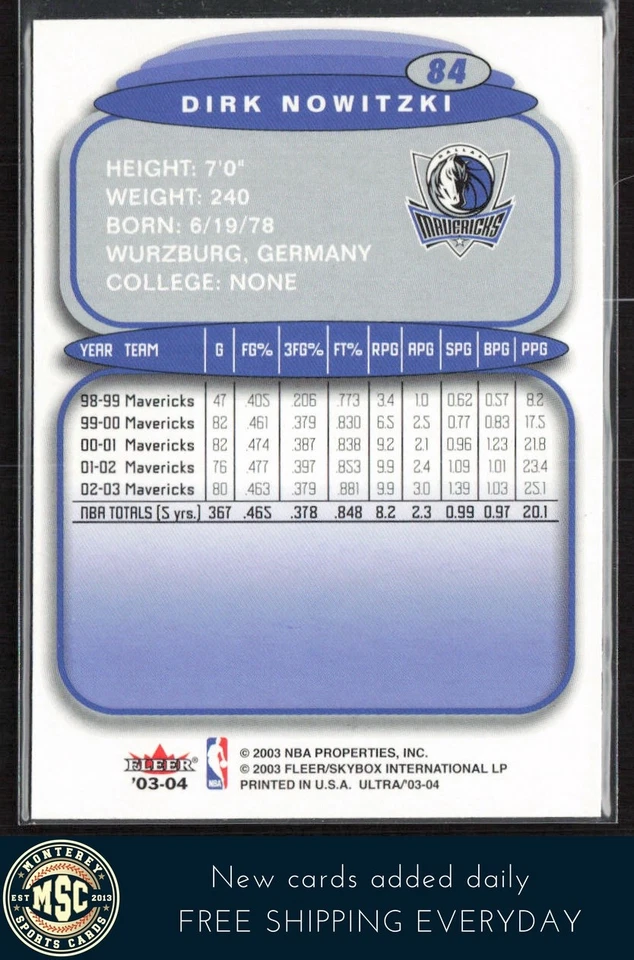 84
DIRK NOWITZKI
HEIGHT: 7'0"
WEIGHT: 240
BORN: 6/19/78
WURZBURG, GERMANY
COLLEGE: NONE
DALLAS
MAVERICKS
YEAR TEAM G FG% 3FG% FT% RPG APG SPG BPG PPG
98-99 Mavericks 47 .405 .206 .773 3.4 1.0 0.62 0.57 8.2
99-00 Mavericks 82 .461 .379 .830 6.5 2.5 0.77 0.83 17.5
00-01 Mavericks 82 .474 .387 .838 9.2 2.1 0.96 1.23 21.8
01-02 Mavericks 76 .477 .397 .853 9.9 2.4 1.09 1.01 23.4
02-03 Mavericks 80 .463 .379 .881 9.9 3.0 1.39 1.03 25.1
NBA TOTALS (5 yrs.) 367 .465 .378 .848 8.2 2.3 0.99 0.97 20.1
FLEER®
'03-04
NBA
© 2003 NBA PROPERTIES, INC.
© 2003 FLEER/SKYBOX INTERNATIONAL LP
PRINTED IN U.S.A. ULTRA/'03-04
MONTEREY
EST MSC 2013
SPORTS CARDS
New cards added daily
FREE SHIPPING EVERYDAY